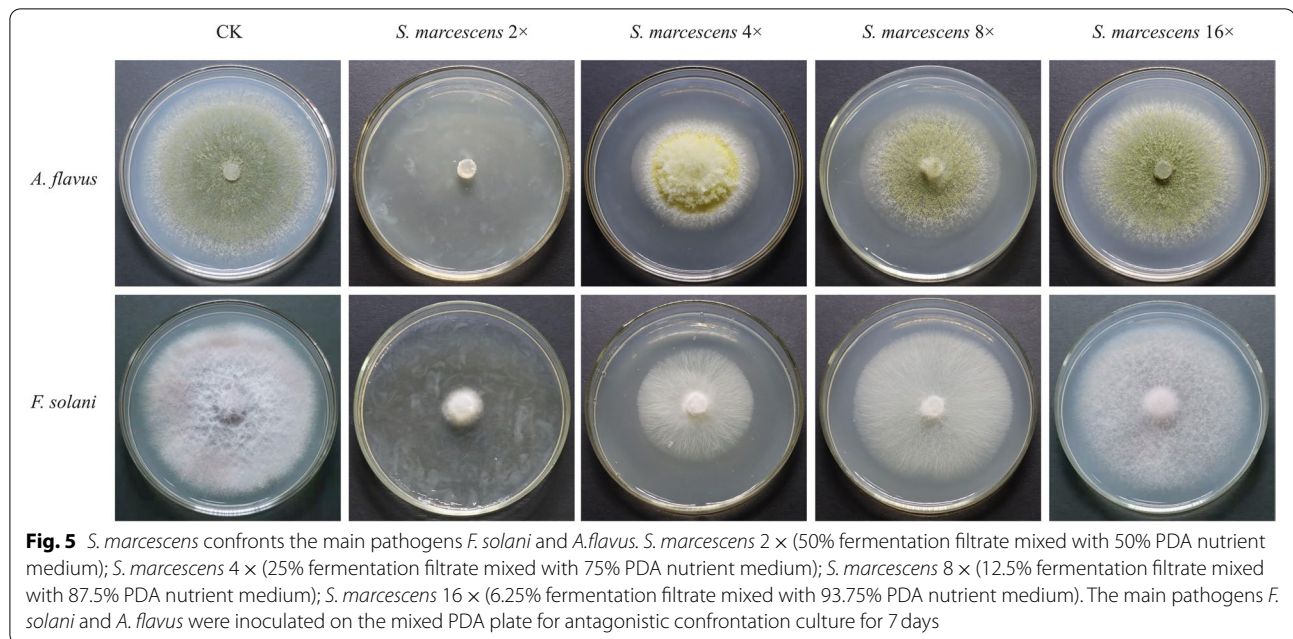 CK S. marcescens 2× S. marcescens 4× S. marcescens 8× S. marcescens 16×
A. flavus
F. solani
Fig. 5 S. marcescens confronts the main pathogens F. solani and A.flavus. S. marcescens 2 × (50% fermentation filtrate mixed with 50% PDA nutrient
medium); S. marcescens 4 × (25% fermentation filtrate mixed with 75% PDA nutrient medium); S. marcescens 8 × (12.5% fermentation filtrate mixed
with 87.5% PDA nutrient medium); S. marcescens 16 × (6.25% fermentation filtrate mixed with 93.75% PDA nutrient medium). The main pathogens F.
solani and A. flavus were inoculated on the mixed PDA plate for antagonistic confrontation culture for 7 days